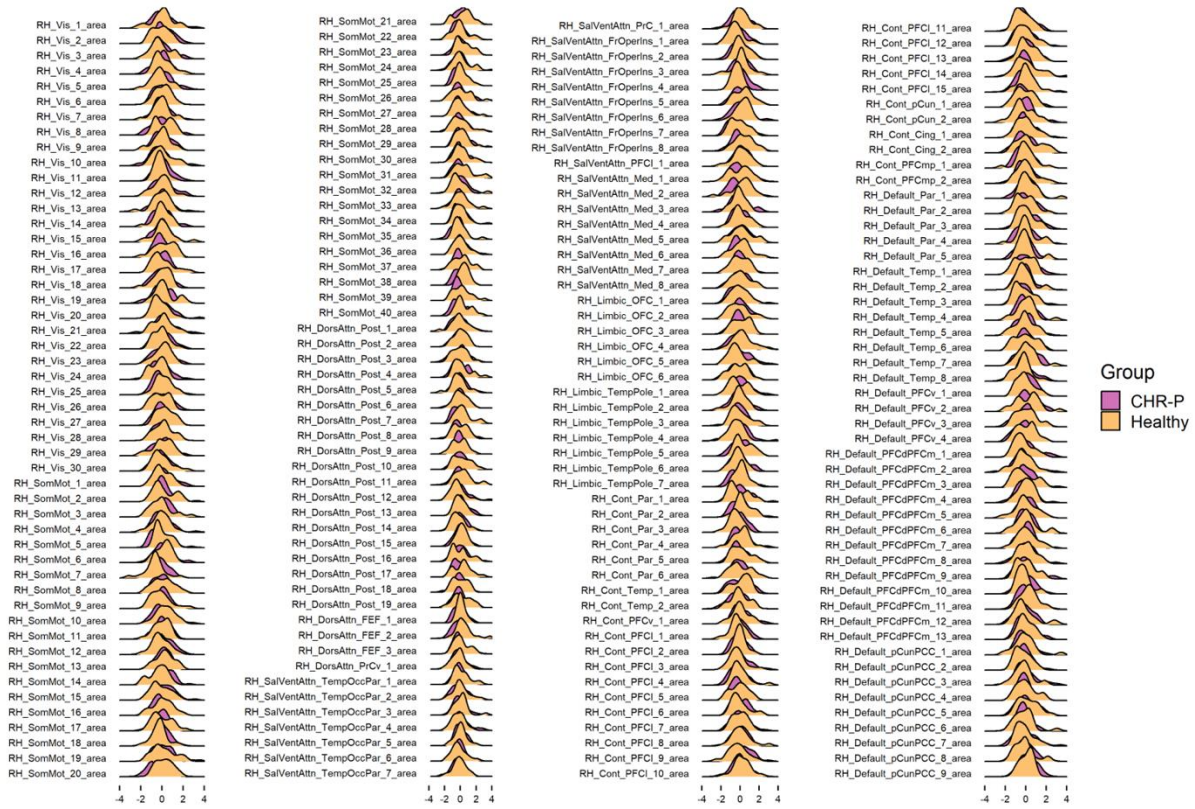 RH_Vis_1_area
RH_Vis_2_area
RH_Vis_3_area
RH_Vis_4_area
RH_Vis_5_area
RH_Vis_6_area
RH_Vis_7_area
RH_Vis_8_area
RH_Vis_9_area
RH_Vis_10_area
RH_Vis_11_area
RH_Vis_12_area
RH_Vis_13_area
RH_Vis_14_area
RH_Vis_15_area
RH_Vis_16_area
RH_Vis_17_area
RH_Vis_18_area
RH_Vis_19_area
RH_Vis_20_area
RH_Vis_21_area
RH_Vis_22_area
RH_Vis_23_area
RH_Vis_24_area
RH_Vis_25_area
RH_Vis_26_area
RH_Vis_27_area
RH_Vis_28_area
RH_Vis_29_area
RH_Vis_30_area
RH_SomMot_1_area
RH_SomMot_2_area
RH_SomMot_3_area
RH_SomMot_4_area
RH_SomMot_5_area
RH_SomMot_6_area
RH_SomMot_7_area
RH_SomMot_8_area
RH_SomMot_9_area
RH_SomMot_10_area
RH_SomMot_11_area
RH_SomMot_12_area
RH_SomMot_13_area
RH_SomMot_14_area
RH_SomMot_15_area
RH_SomMot_16_area
RH_SomMot_17_area
RH_SomMot_18_area
RH_SomMot_19_area
RH_SomMot_20_area
-4 -2 0 2 4
RH_SomMot_21_area
RH_SomMot_22_area
RH_SomMot_23_area
RH_SomMot_24_area
RH_SomMot_25_area
RH_SomMot_26_area
RH_SomMot_27_area
RH_SomMot_28_area
RH_SomMot_29_area
RH_SomMot_30_area
RH_SomMot_31_area
RH_SomMot_32_area
RH_SomMot_33_area
RH_SomMot_34_area
RH_SomMot_35_area
RH_SomMot_36_area
RH_SomMot_37_area
RH_SomMot_38_area
RH_SomMot_39_area
RH_SomMot_40_area
RH_DorsAttn_Post_1_area
RH_DorsAttn_Post_2_area
RH_DorsAttn_Post_3_area
RH_DorsAttn_Post_4_area
RH_DorsAttn_Post_5_area
RH_DorsAttn_Post_6_area
RH_DorsAttn_Post_7_area
RH_DorsAttn_Post_8_area
RH_DorsAttn_Post_9_area
RH_DorsAttn_Post_10_area
RH_DorsAttn_Post_11_area
RH_DorsAttn_Post_12_area
RH_DorsAttn_Post_13_area
RH_DorsAttn_Post_14_area
RH_DorsAttn_Post_15_area
RH_DorsAttn_Post_16_area
RH_DorsAttn_Post_17_area
RH_DorsAttn_Post_18_area
RH_DorsAttn_Post_19_area
RH_DorsAttn_FEF_1_area
RH_DorsAttn_FEF_2_area
RH_DorsAttn_FEF_3_area
RH_DorsAttn_PrCv_1_area
RH_SalVentAttn_TempOccPar_1_area
RH_SalVentAttn_TempOccPar_2_area
RH_SalVentAttn_TempOccPar_3_area
RH_SalVentAttn_TempOccPar_4_area
RH_SalVentAttn_TempOccPar_5_area
RH_SalVentAttn_TempOccPar_6_area
RH_SalVentAttn_TempOccPar_7_area
-4 -2 0 2 4
RH_SalVentAttn_PrC_1_area
RH_SalVentAttn_FrOperIns_1_area
RH_SalVentAttn_FrOperIns_2_area
RH_SalVentAttn_FrOperIns_3_area
RH_SalVentAttn_FrOperIns_4_area
RH_SalVentAttn_FrOperIns_5_area
RH_SalVentAttn_FrOperIns_6_area
RH_SalVentAttn_FrOperIns_7_area
RH_SalVentAttn_FrOperIns_8_area
RH_SalVentAttn_PFCl_1_area
RH_SalVentAttn_Med_1_area
RH_SalVentAttn_Med_2_area
RH_SalVentAttn_Med_3_area
RH_SalVentAttn_Med_4_area
RH_SalVentAttn_Med_5_area
RH_SalVentAttn_Med_6_area
RH_SalVentAttn_Med_7_area
RH_SalVentAttn_Med_8_area
RH_Limbic_OFC_1_area
RH_Limbic_OFC_2_area
RH_Limbic_OFC_3_area
RH_Limbic_OFC_4_area
RH_Limbic_OFC_5_area
RH_Limbic_OFC_6_area
RH_Limbic_TempPole_1_area
RH_Limbic_TempPole_2_area
RH_Limbic_TempPole_3_area
RH_Limbic_TempPole_4_area
RH_Limbic_TempPole_5_area
RH_Limbic_TempPole_6_area
RH_Limbic_TempPole_7_area
RH_Cont_Par_1_area
RH_Cont_Par_2_area
RH_Cont_Par_3_area
RH_Cont_Par_4_area
RH_Cont_Par_5_area
RH_Cont_Par_6_area
RH_Cont_Temp_1_area
RH_Cont_Temp_2_area
RH_Cont_PFCv_1_area
RH_Cont_PFCl_1_area
RH_Cont_PFCl_2_area
RH_Cont_PFCl_3_area
RH_Cont_PFCl_4_area
RH_Cont_PFCl_5_area
RH_Cont_PFCl_6_area
RH_Cont_PFCl_7_area
RH_Cont_PFCl_8_area
RH_Cont_PFCl_9_area
RH_Cont_PFCl_10_area
-4 -2 0 2 4
RH_Cont_PFCl_11_area
RH_Cont_PFCl_12_area
RH_Cont_PFCl_13_area
RH_Cont_PFCl_14_area
RH_Cont_PFCl_15_area
RH_Cont_pCun_1_area
RH_Cont_pCun_2_area
RH_Cont_Cing_1_area
RH_Cont_Cing_2_area
RH_Cont_PFCmp_1_area
RH_Cont_PFCmp_2_area
RH_Default_Par_1_area
RH_Default_Par_2_area
RH_Default_Par_3_area
RH_Default_Par_4_area
RH_Default_Par_5_area
RH_Default_Temp_1_area
RH_Default_Temp_2_area
RH_Default_Temp_3_area
RH_Default_Temp_4_area
RH_Default_Temp_5_area
RH_Default_Temp_6_area
RH_Default_Temp_7_area
RH_Default_Temp_8_area
RH_Default_PFCv_1_area
RH_Default_PFCv_2_area
RH_Default_PFCv_3_area
RH_Default_PFCv_4_area
RH_Default_PFCdPFCm_1_area
RH_Default_PFCdPFCm_2_area
RH_Default_PFCdPFCm_3_area
RH_Default_PFCdPFCm_4_area
RH_Default_PFCdPFCm_5_area
RH_Default_PFCdPFCm_6_area
RH_Default_PFCdPFCm_7_area
RH_Default_PFCdPFCm_8_area
RH_Default_PFCdPFCm_9_area
RH_Default_PFCdPFCm_10_area
RH_Default_PFCdPFCm_11_area
RH_Default_PFCdPFCm_12_area
RH_Default_PFCdPFCm_13_area
RH_Default_pCunPCC_1_area
RH_Default_pCunPCC_2_area
RH_Default_pCunPCC_3_area
RH_Default_pCunPCC_4_area
RH_Default_pCunPCC_5_area
RH_Default_pCunPCC_6_area
RH_Default_pCunPCC_7_area
RH_Default_pCunPCC_8_area
RH_Default_pCunPCC_9_area
-4 -2 0 2 4
Group
CHR-P
Healthy